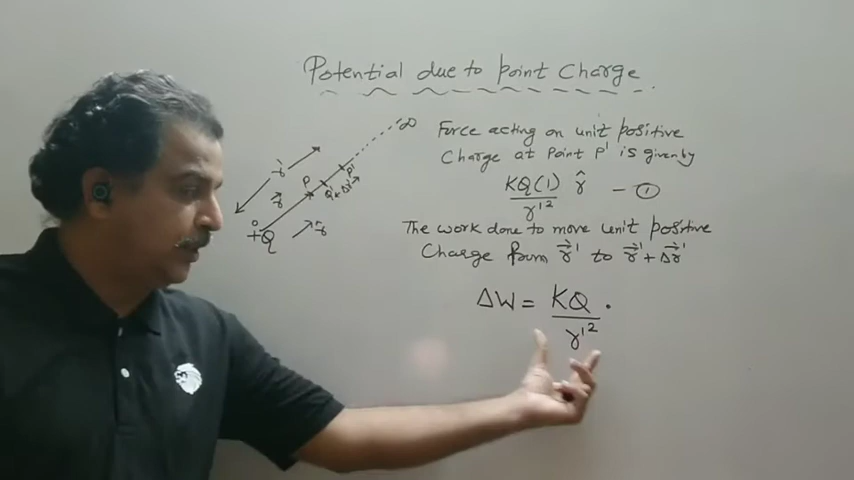 Potential due to point Charge.
∞
Force acting on unit positive
Charge at point P' is given by
KQ(1) r̂ — ①
r'²
The work done to move unit positive
Charge from r⃗' to r⃗' + Δr⃗'
ΔW = KQ .
r'²
P P'
Q' Δr'
r'
r⃗
O
+Q
r̂